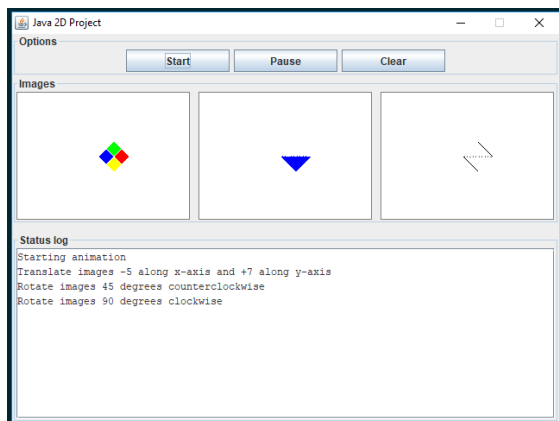 Java 2D Project
Options
Start Pause Clear
Images
Status log
Starting animation
Translate images -5 along x-axis and +7 along y-axis
Rotate images 45 degrees counterclockwise
Rotate images 90 degrees clockwise